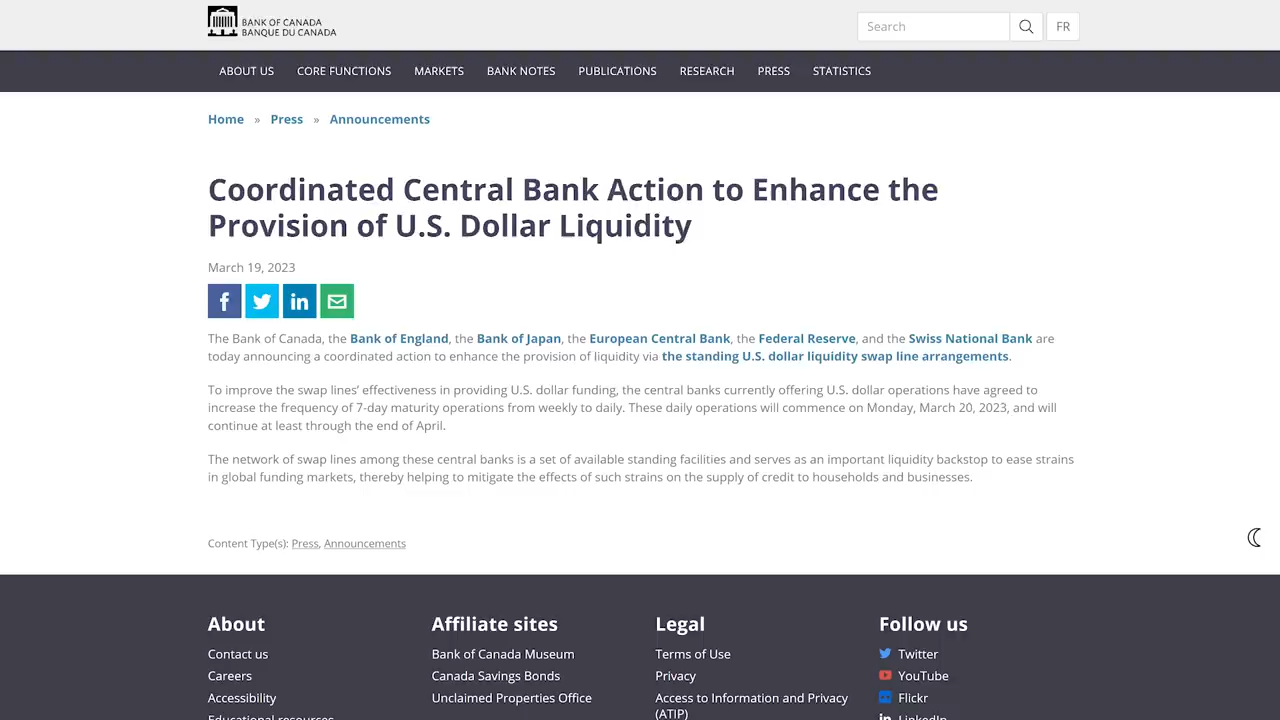 BANK OF CANADA
BANQUE DU CANADA
Search
FR
ABOUT US CORE FUNCTIONS MARKETS BANK NOTES PUBLICATIONS RESEARCH PRESS STATISTICS
Home » Press » Announcements
Coordinated Central Bank Action to Enhance the
Provision of U.S. Dollar Liquidity
March 19, 2023
The Bank of Canada, the Bank of England, the Bank of Japan, the European Central Bank, the Federal Reserve, and the Swiss National Bank are
today announcing a coordinated action to enhance the provision of liquidity via the standing U.S. dollar liquidity swap line arrangements.
To improve the swap lines’ effectiveness in providing U.S. dollar funding, the central banks currently offering U.S. dollar operations have agreed to
increase the frequency of 7-day maturity operations from weekly to daily. These daily operations will commence on Monday, March 20, 2023, and will
continue at least through the end of April.
The network of swap lines among these central banks is a set of available standing facilities and serves as an important liquidity backstop to ease strains
in global funding markets, thereby helping to mitigate the effects of such strains on the supply of credit to households and businesses.
Content Type(s): Press, Announcements
About
Contact us
Careers
Accessibility
Educational resources
Affiliate sites
Bank of Canada Museum
Canada Savings Bonds
Unclaimed Properties Office
Legal
Terms of Use
Privacy
Access to Information and Privacy
(ATIP)
Follow us
Twitter
YouTube
Flickr
LinkedIn